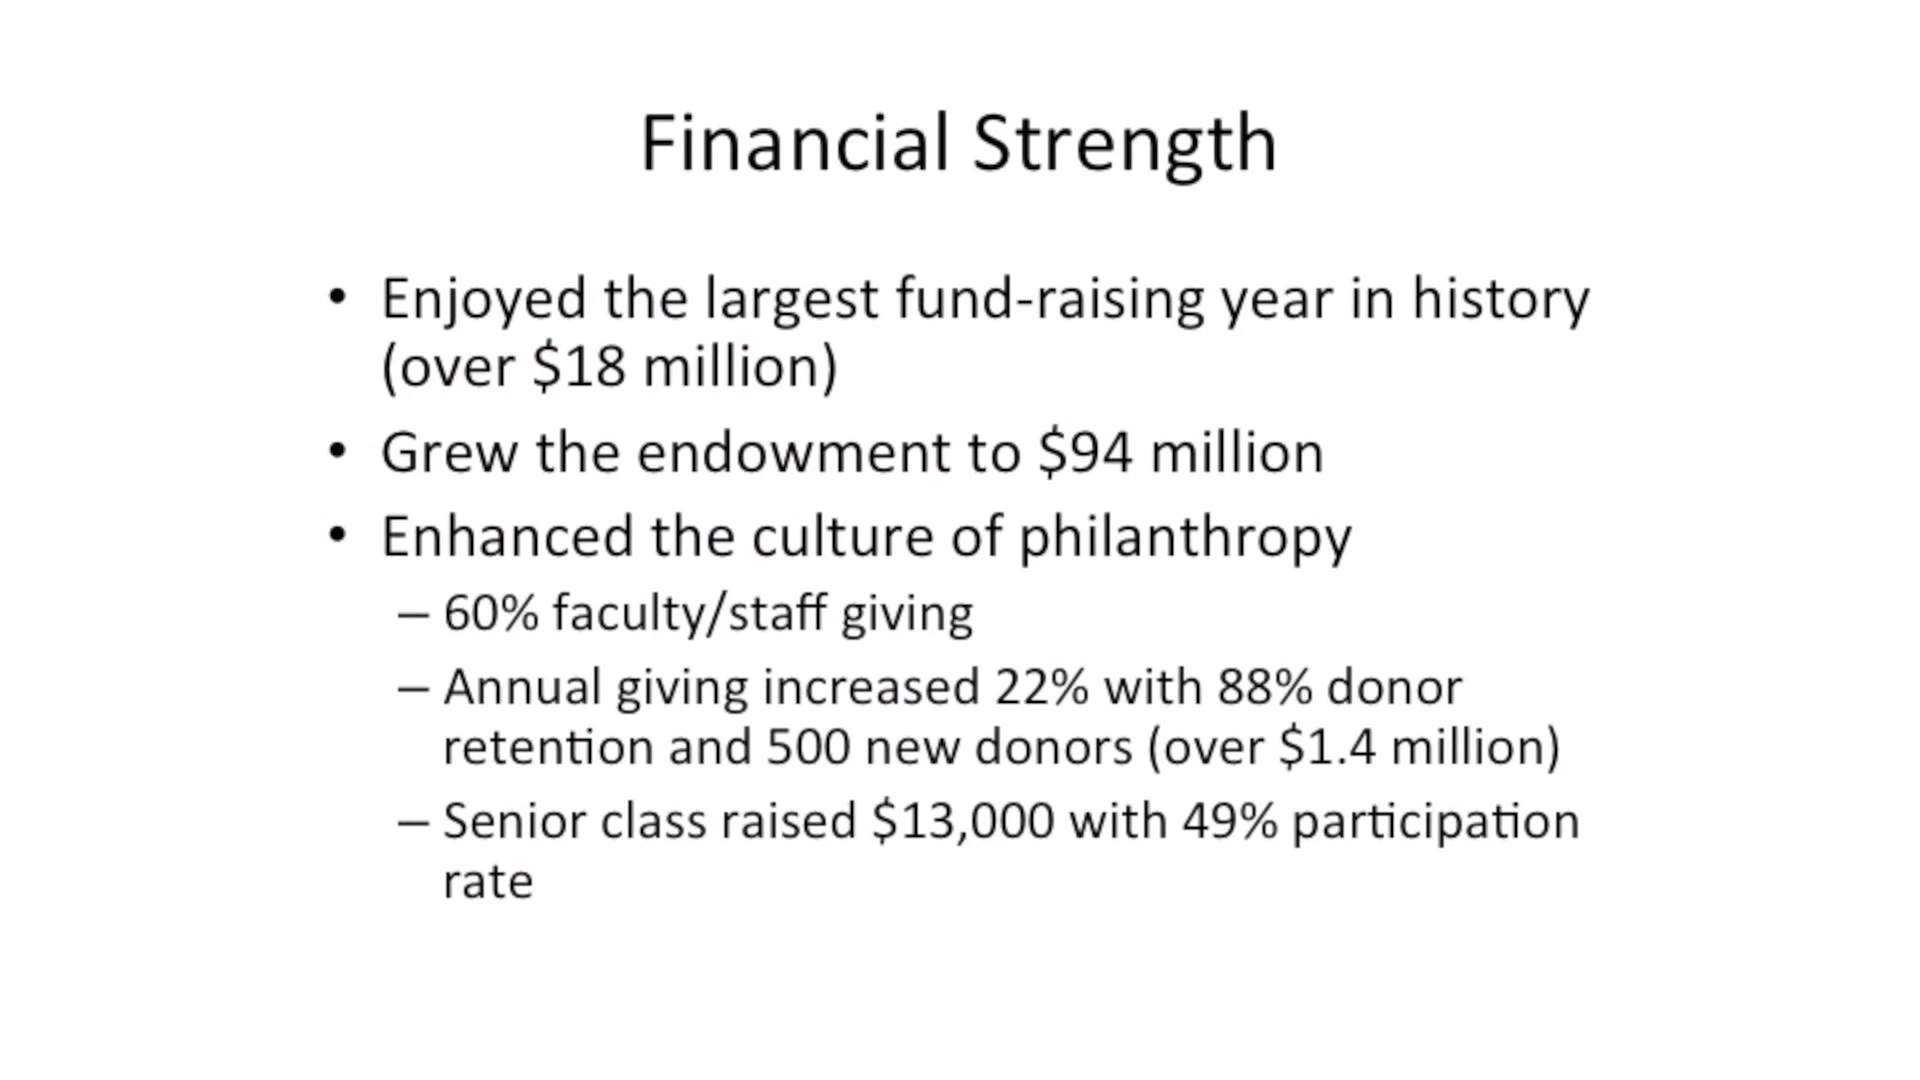 Financial Strength
• Enjoyed the largest fund-raising year in history
(over $18 million)
• Grew the endowment to $94 million
• Enhanced the culture of philanthropy
– 60% faculty/staff giving
– Annual giving increased 22% with 88% donor
retention and 500 new donors (over $1.4 million)
– Senior class raised $13,000 with 49% participation
rate